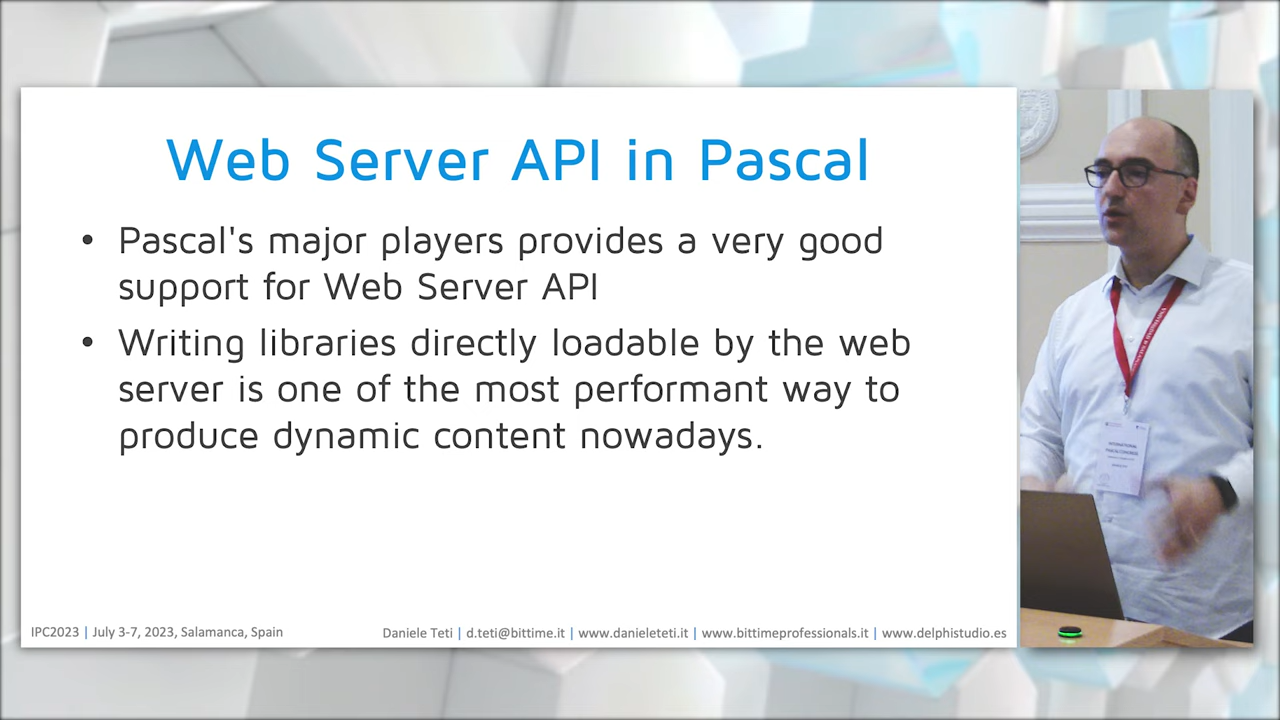 Web Server API in Pascal
• Pascal's major players provides a very good
support for Web Server API
• Writing libraries directly loadable by the web
server is one of the most performant way to
produce dynamic content nowadays.
IPC2023 | July 3-7, 2023, Salamanca, Spain
Daniele Teti | d.teti@bittime.it | www.danieleteti.it | www.bittimeprofessionals.it | www.delphistudio.es
INTERNATIONAL
PASCAL CONGRESS